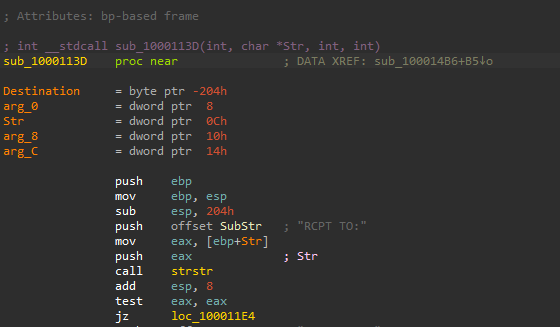 ; Attributes: bp-based frame
; int __stdcall sub_1000113D(int, char *Str, int, int)
sub_1000113D proc near ; DATA XREF: sub_100014B6+B5↓o
Destination = byte ptr -204h
arg_0 = dword ptr 8
Str = dword ptr 0Ch
arg_8 = dword ptr 10h
arg_C = dword ptr 14h
push ebp
mov ebp, esp
sub esp, 204h
push offset SubStr ; "RCPT TO:"
mov eax, [ebp+Str]
push eax ; Str
call strstr
add esp, 8
test eax, eax
jz loc_100011E4